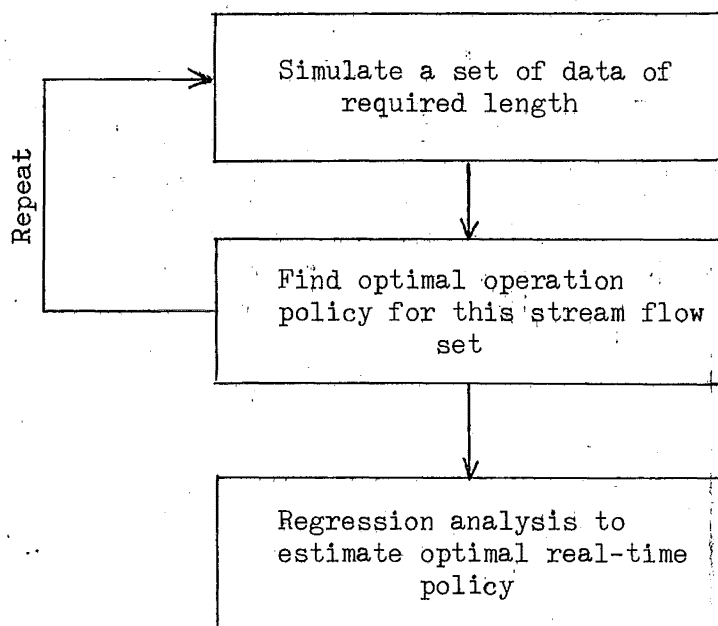 Simulate a set of data of
required length
Repeat
Find optimal operation
policy for this stream flow
set
Regression analysis to
estimate optimal real-time
policy